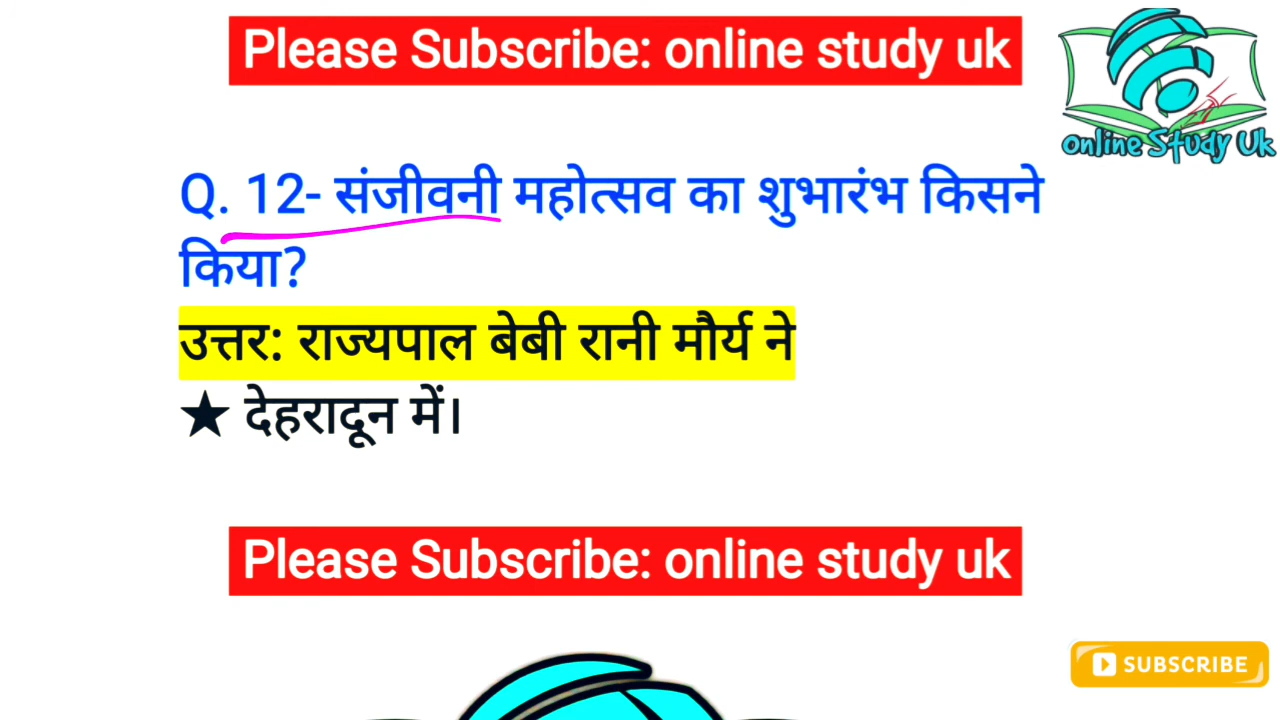 Please Subscribe: online study uk
Online Study Uk
Q. 12- संजीवनी महोत्सव का शुभारंभ किसने
किया?
उत्तर: राज्यपाल बेबी रानी मौर्य ने
★ देहरादून में।
Please Subscribe: online study uk
SUBSCRIBE